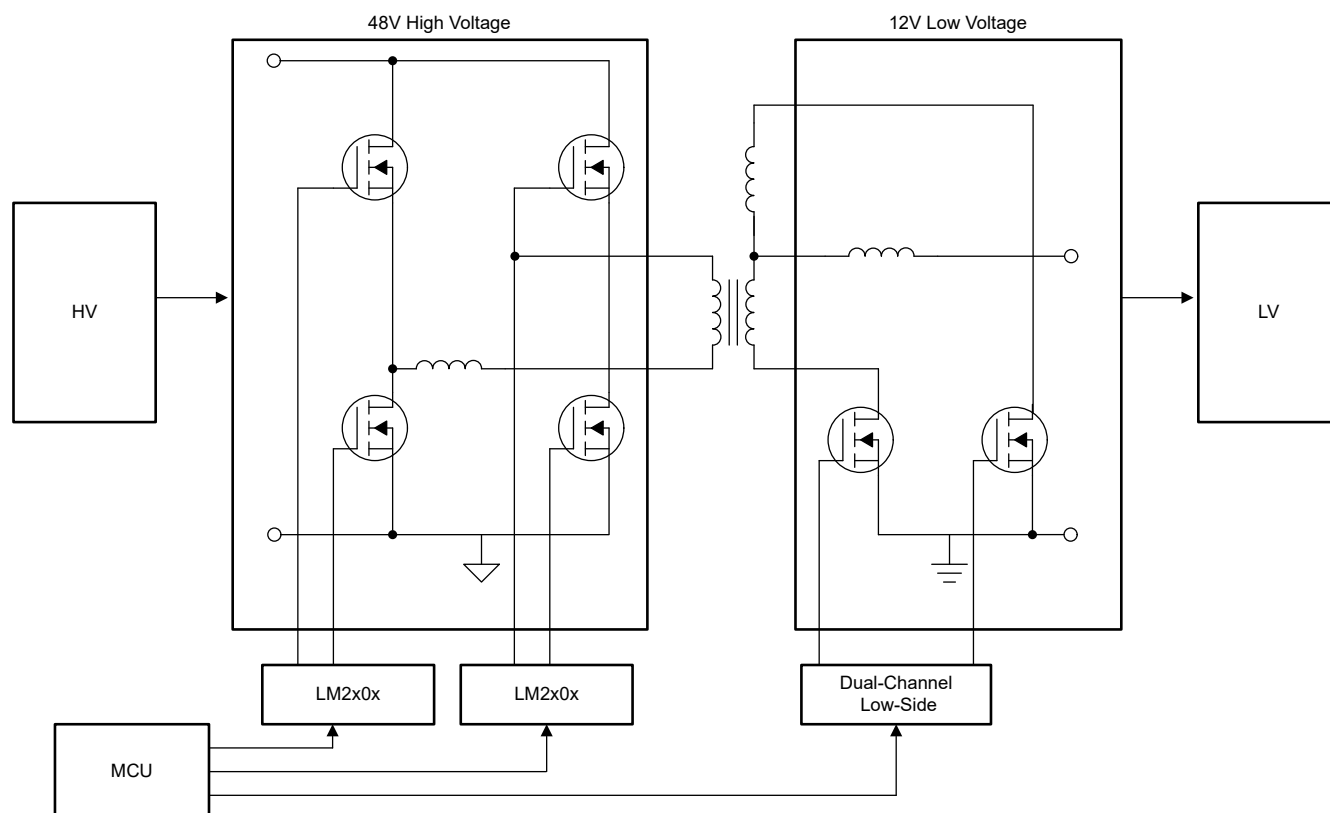 48V High Voltage
12V Low Voltage
HV
LV
LM2x0x
LM2x0x
Dual-Channel
Low-Side
MCU